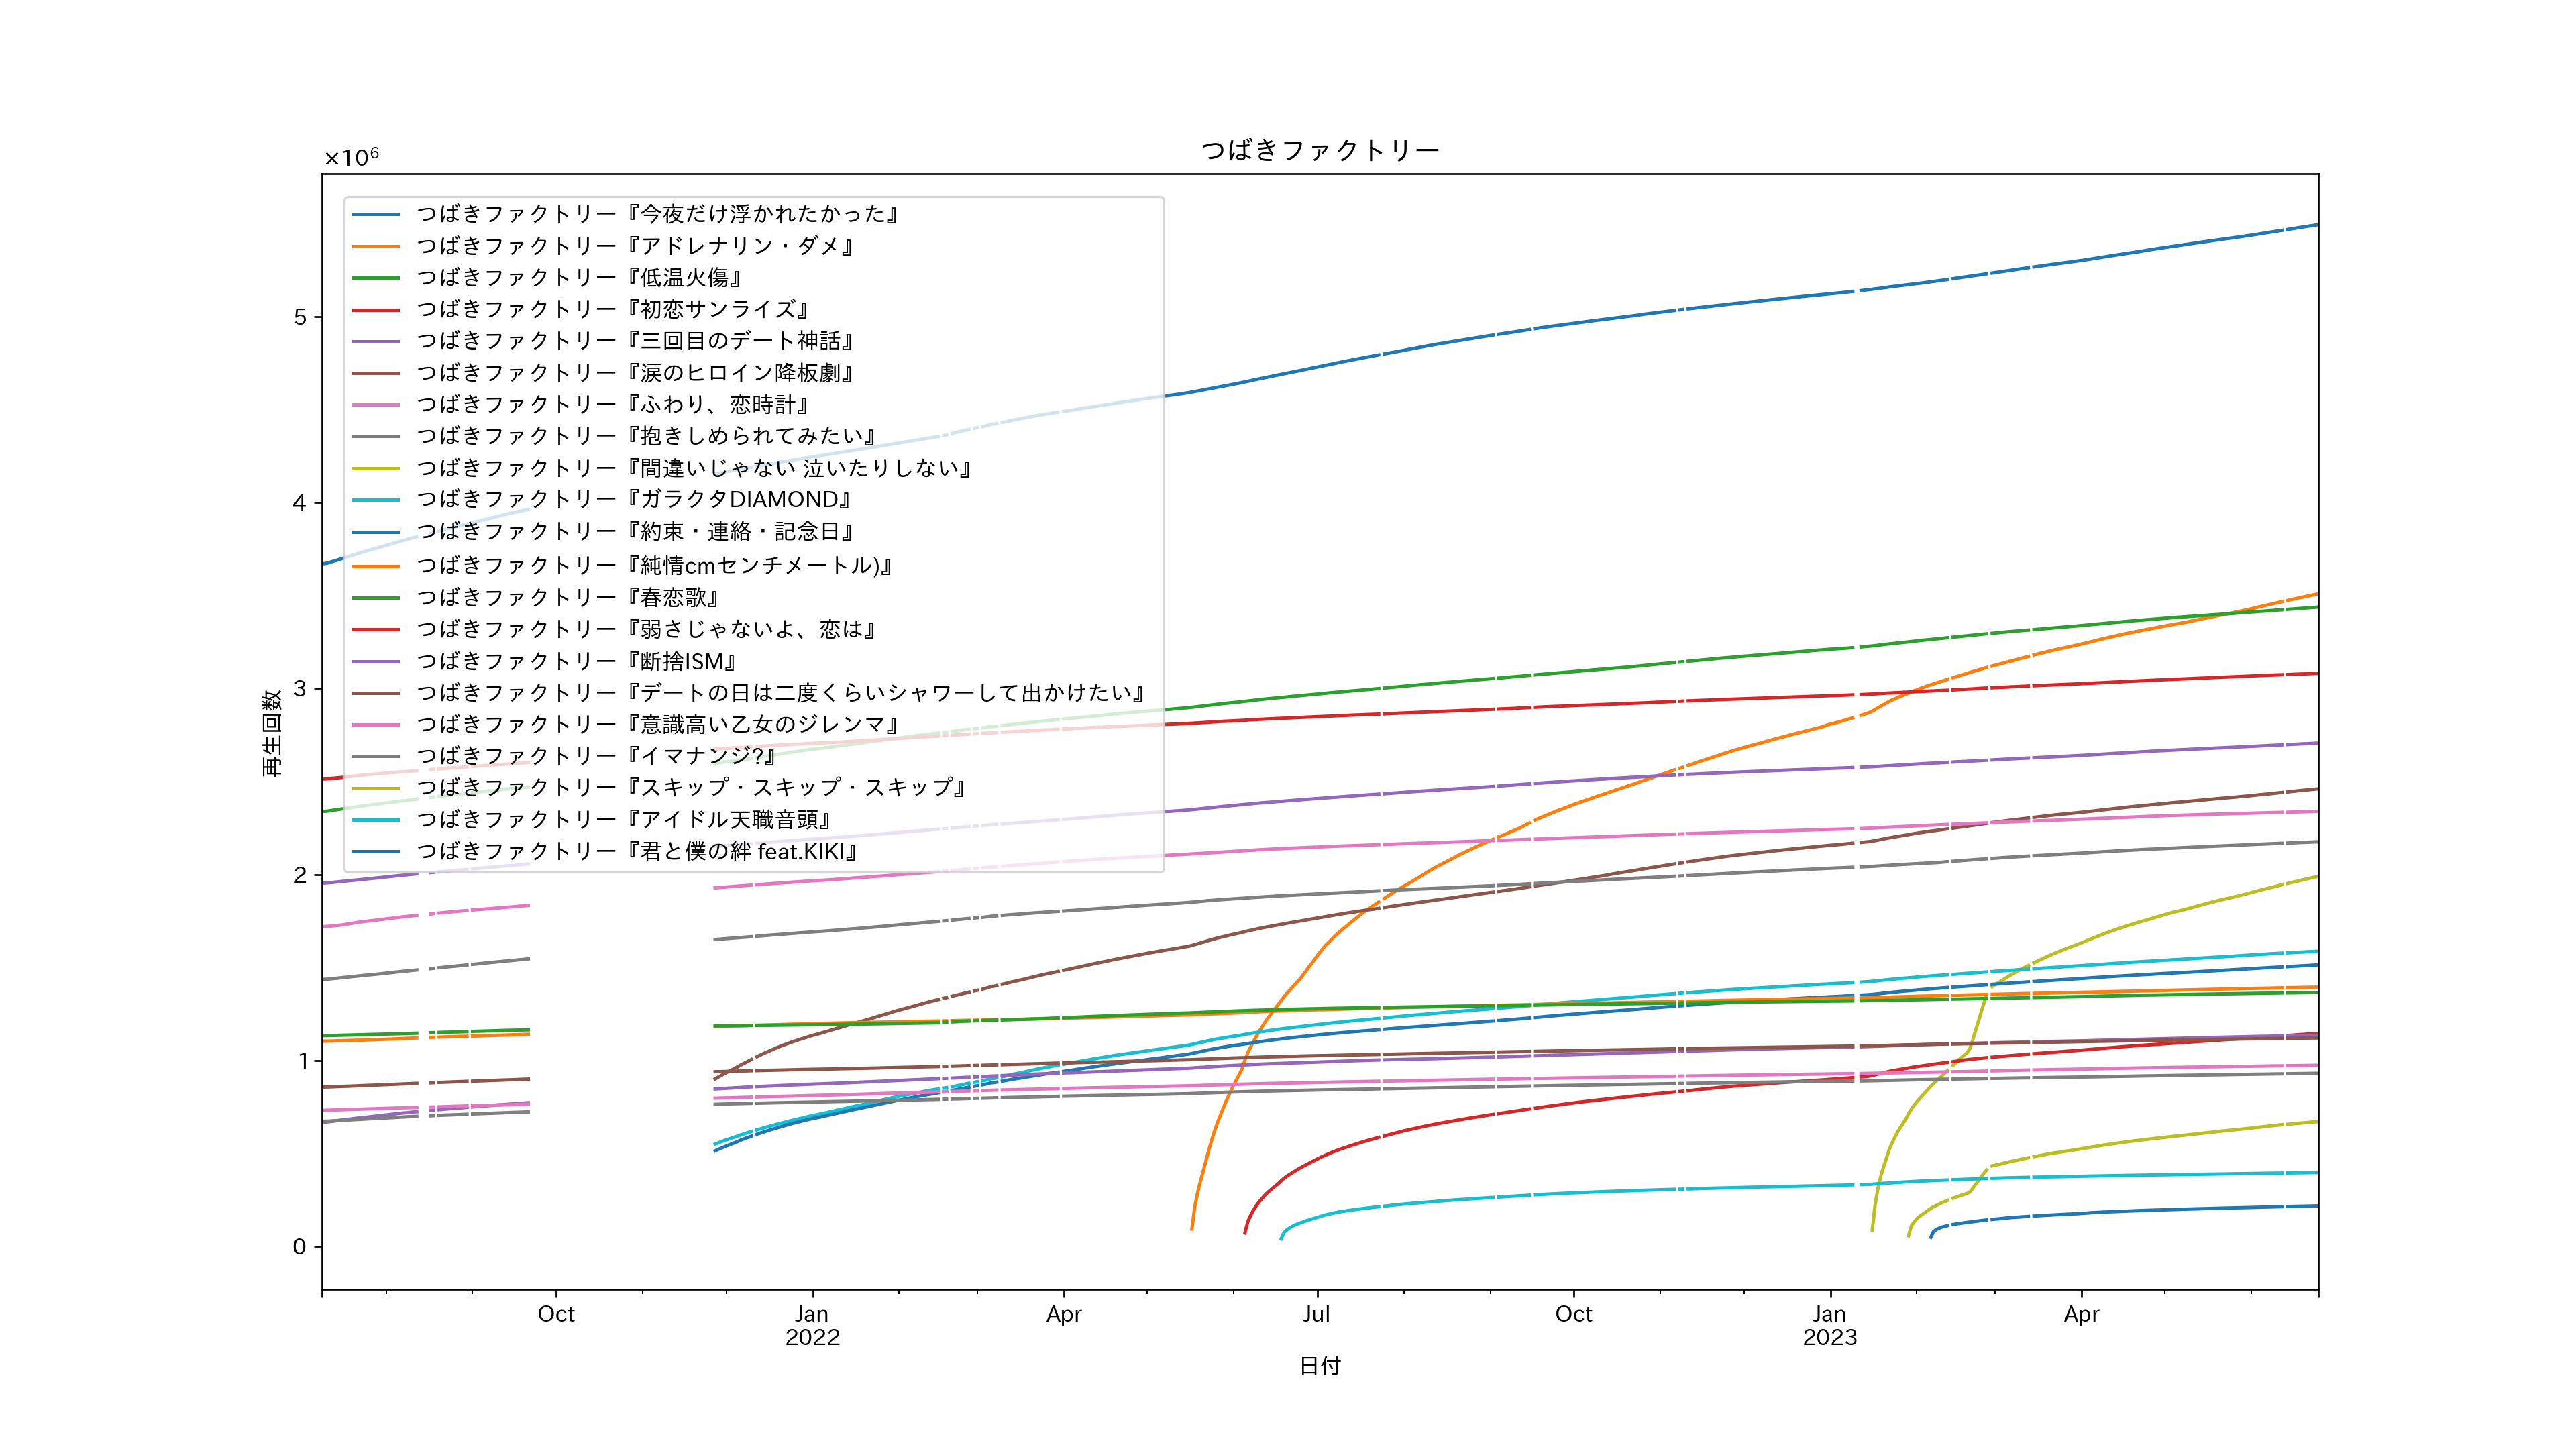 つばきファクトリー
×10⁶
つばきファクトリー『今夜だけ浮かれたかった』
つばきファクトリー『アドレナリン・ダメ』
つばきファクトリー『低温火傷』
つばきファクトリー『初恋サンライズ』
つばきファクトリー『三回目のデート神話』
つばきファクトリー『涙のヒロイン降板劇』
つばきファクトリー『ふわり、恋時計』
つばきファクトリー『抱きしめられてみたい』
つばきファクトリー『間違いじゃない 泣いたりしない』
つばきファクトリー『ガラクタDIAMOND』
つばきファクトリー『約束・連絡・記念日』
つばきファクトリー『純情cmセンチメートル)』
つばきファクトリー『春恋歌』
つばきファクトリー『弱さじゃないよ、恋は』
つばきファクトリー『断捨ISM』
つばきファクトリー『デートの日は二度くらいシャワーして出かけたい』
つばきファクトリー『意識高い乙女のジレンマ』
つばきファクトリー『イマナンジ?』
つばきファクトリー『スキップ・スキップ・スキップ』
つばきファクトリー『アイドル天職音頭』
つばきファクトリー『君と僕の絆 feat.KIKI』
5
4
3
2
1
0
再生回数
Oct Jan Apr Jul Oct Jan Apr
2022 2023
日付